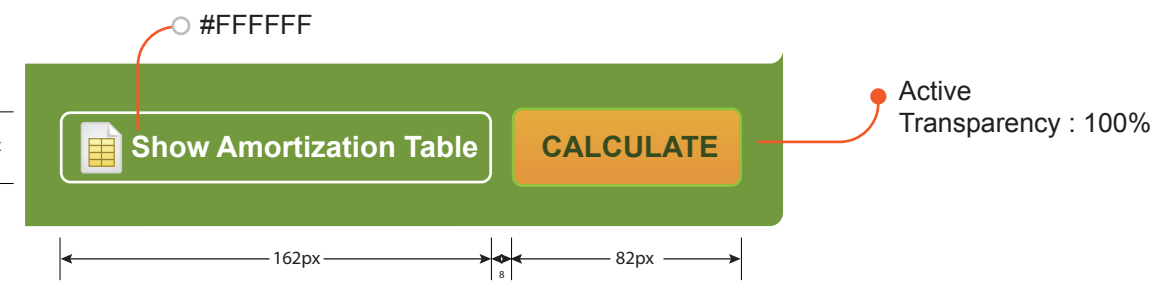 #FFFFFF
Active
Transparency : 100%
Show Amortization Table
CALCULATE
162px
8
82px